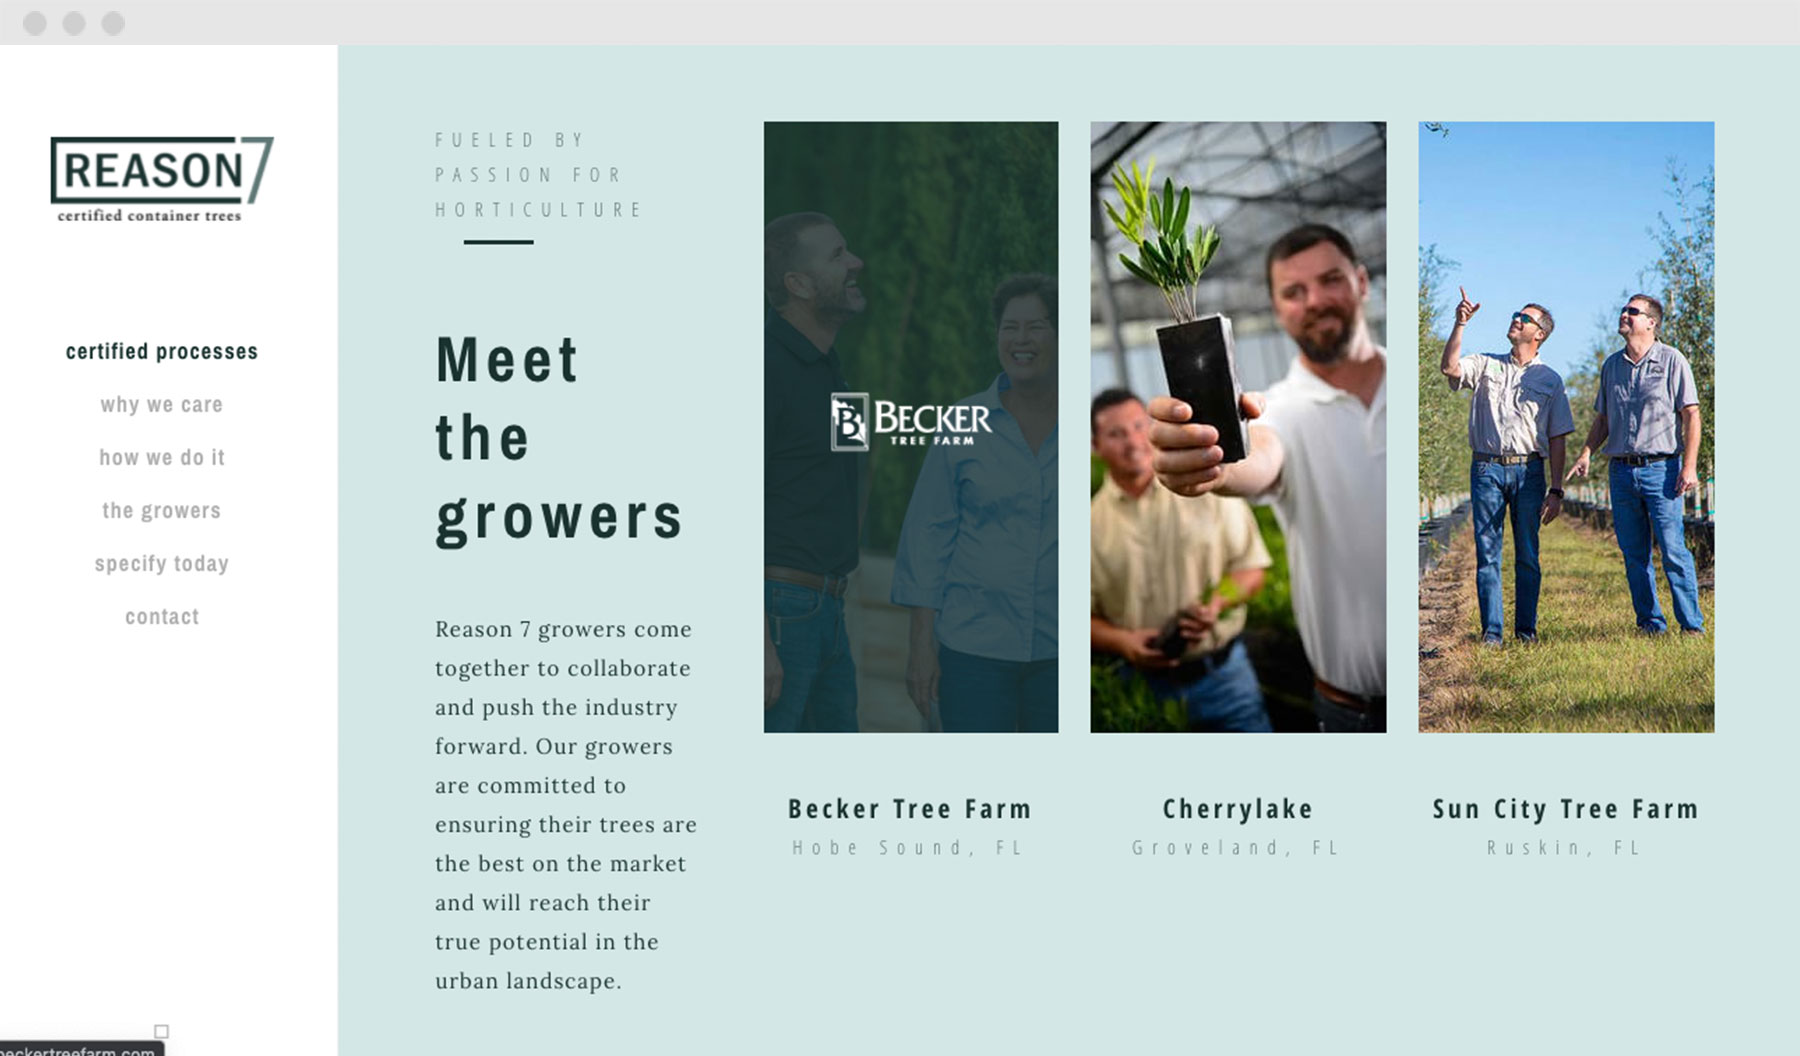 REASON 7
certified container trees
certified processes
why we care
how we do it
the growers
specify today
contact
FUELED BY
PASSION FOR
HORTICULTURE
Meet
the
growers
Reason 7 growers come
together to collaborate
and push the industry
forward. Our growers
are committed to
ensuring their trees are
the best on the market
and will reach their
true potential in the
urban landscape.
B BECKER
TREE FARM
Becker Tree Farm
Hobe Sound, FL
Cherrylake
Groveland, FL
Sun City Tree Farm
Ruskin, FL
beckertreefarm.com